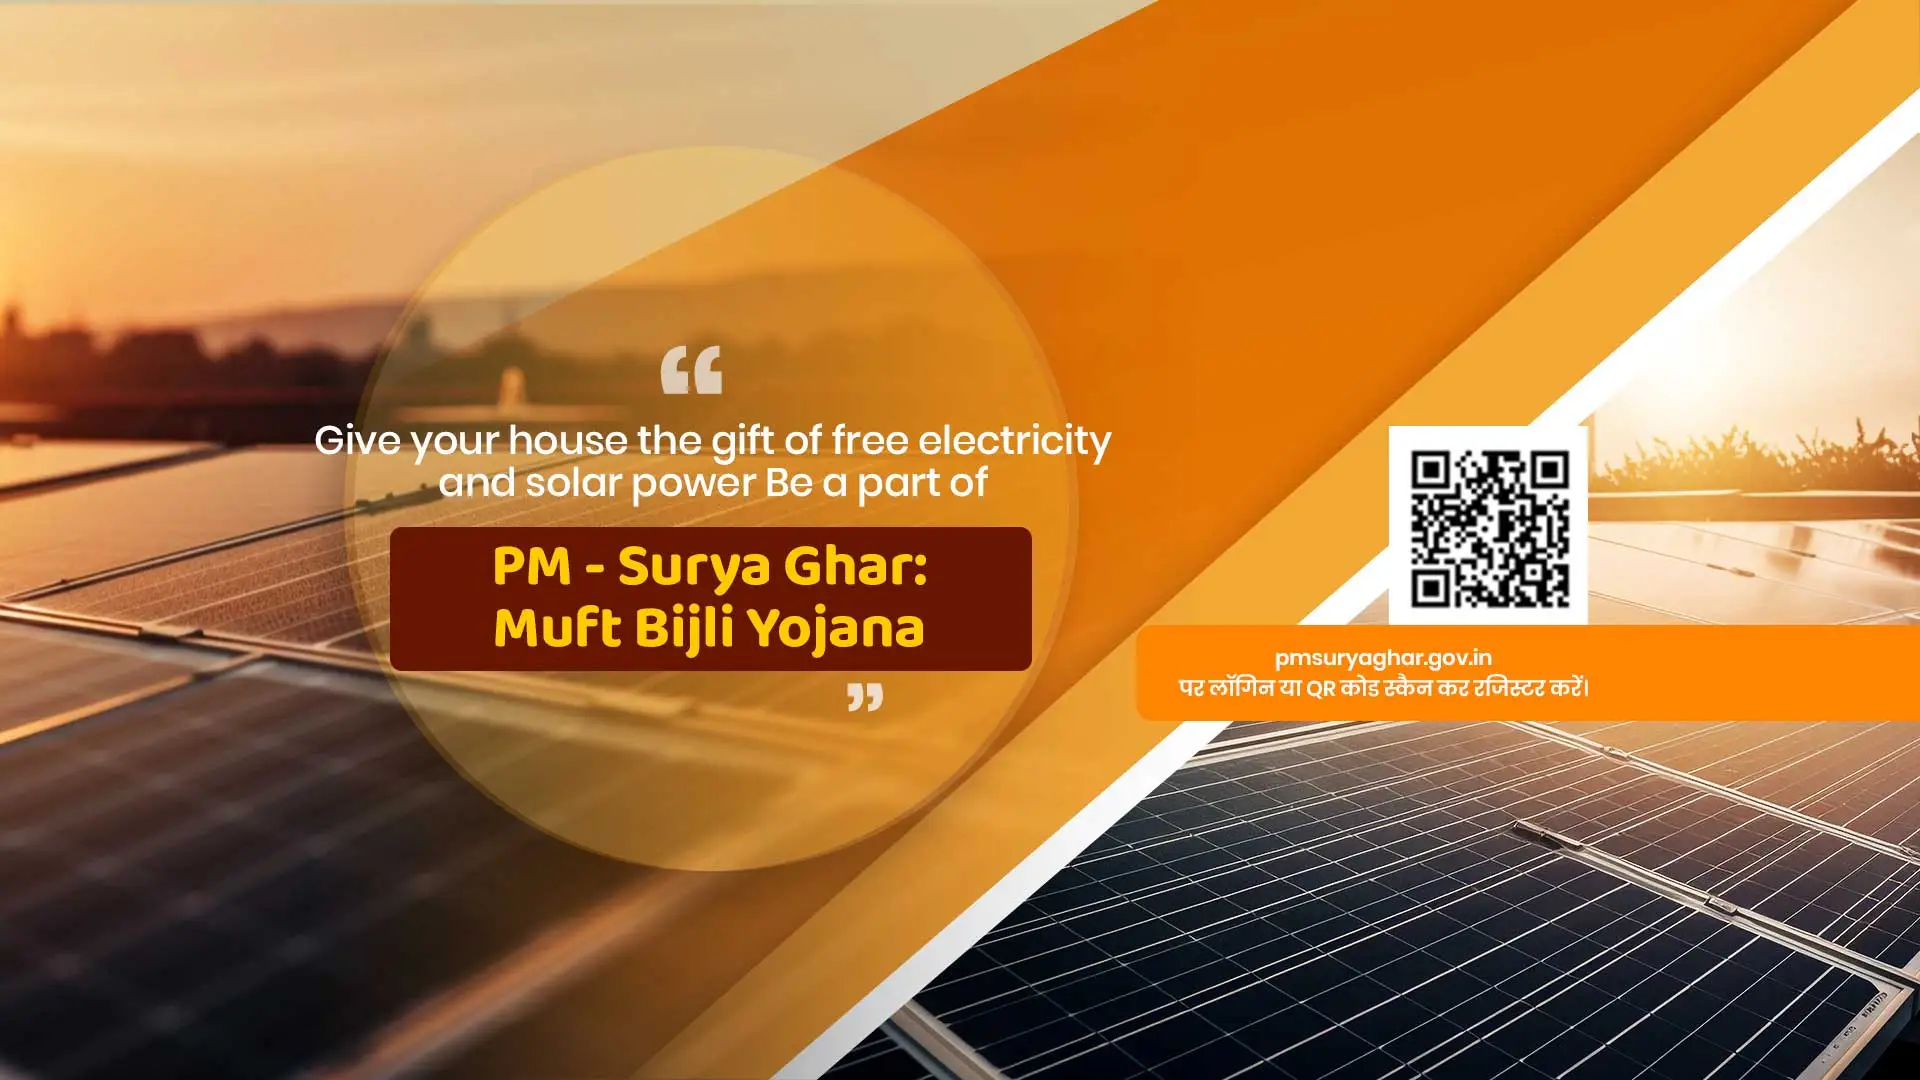 Give your house the gift of free electricity
and solar power Be a part of
PM - Surya Ghar:
Muft Bijli Yojana
pmsuryaghar.gov.in
पर लॉगिन या QR कोड स्कैन कर रजिस्टर करें।